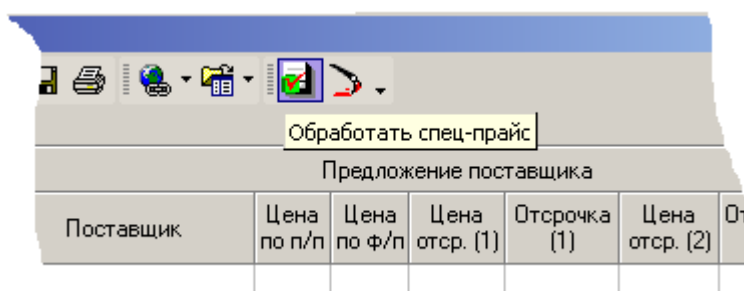 Обработать спец-прайс
Предложение поставщика
Поставщик
Цена
по п/п
Цена
по ф/п
Цена
отср. (1)
Отсрочка
(1)
Цена
отср. (2)